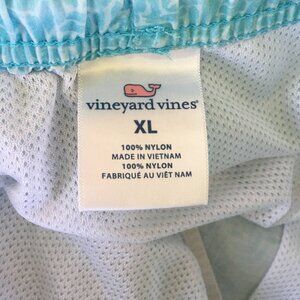 vineyard vines®
XL
100% NYLON
MADE IN VIETNAM
100% NYLON
FABRIQUÉ AU VIÊT NAM